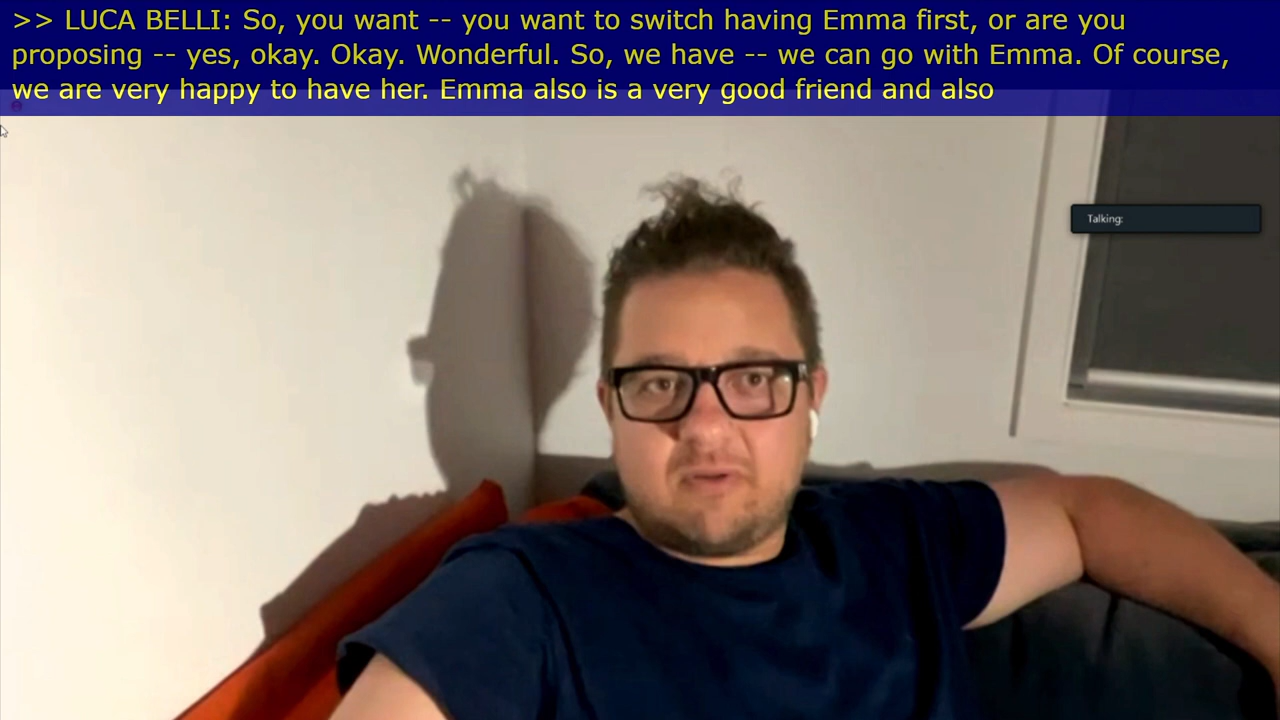 >> LUCA BELLI: So, you want -- you want to switch having Emma first, or are you
proposing -- yes, okay. Okay. Wonderful. So, we have -- we can go with Emma. Of course,
we are very happy to have her. Emma also is a very good friend and also
Talking: